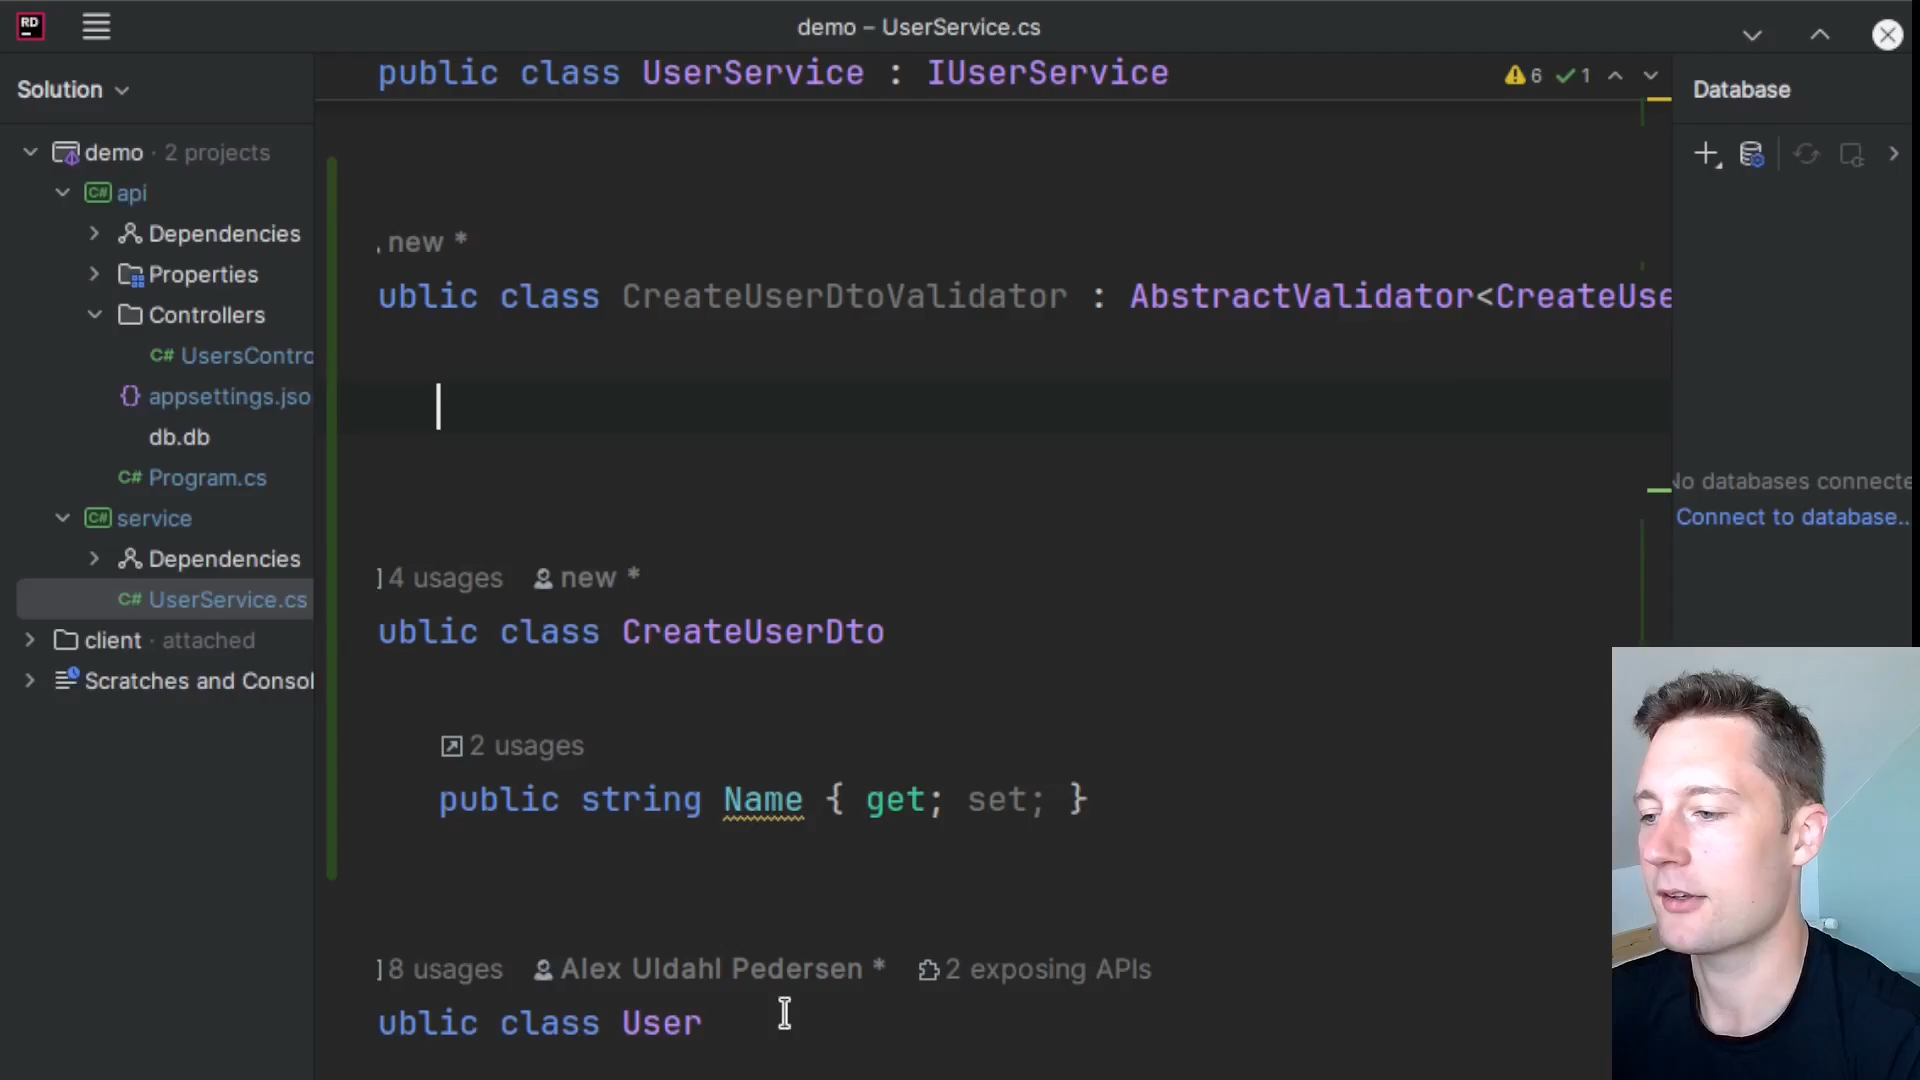 RD
demo – UserService.cs
Solution
public class UserService : IUserService
6
1
Database
demo · 2 projects
api
Dependencies
Properties
Controllers
C# UsersContro
{} appsettings.jso
db.db
C# Program.cs
service
Dependencies
C# UserService.cs
client · attached
Scratches and Consol
new *
ublic class CreateUserDtoValidator : AbstractValidator<CreateUse
4 usages new *
ublic class CreateUserDto
2 usages
public string Name { get; set; }
8 usages Alex Uldahl Pedersen * 2 exposing APIs
ublic class User
No databases connecte
Connect to database..